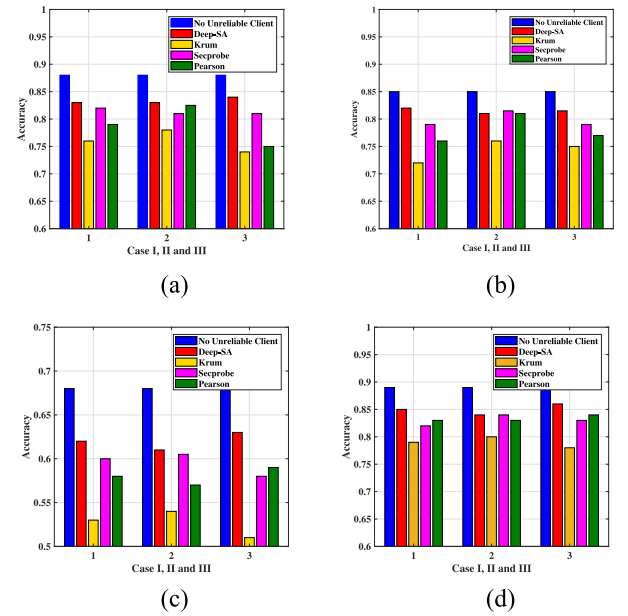 1
0.95
0.9
0.85
0.8
0.75
0.7
0.65
0.6
Accuracy
No Unreliable Client
Deep-SA
Krum
Secprobe
Pearson
1 2 3
Case I, II and III
(a)
1
0.95
0.9
0.85
0.8
0.75
0.7
0.65
0.6
Accuracy
No Unreliable Client
Deep-SA
Krum
Secprobe
Pearson
1 2 3
Case I, II and III
(b)
0.75
0.7
0.65
0.6
0.55
0.5
Accuracy
No Unreliable Client
Deep-SA
Krum
Secprobe
Pearson
1 2 3
Case I, II and III
(c)
1
0.95
0.9
0.85
0.8
0.75
0.7
0.65
0.6
Accuracy
No Unreliable Client
Deep-SA
Krum
Secprobe
Pearson
1 2 3
Case I, II and III
(d)